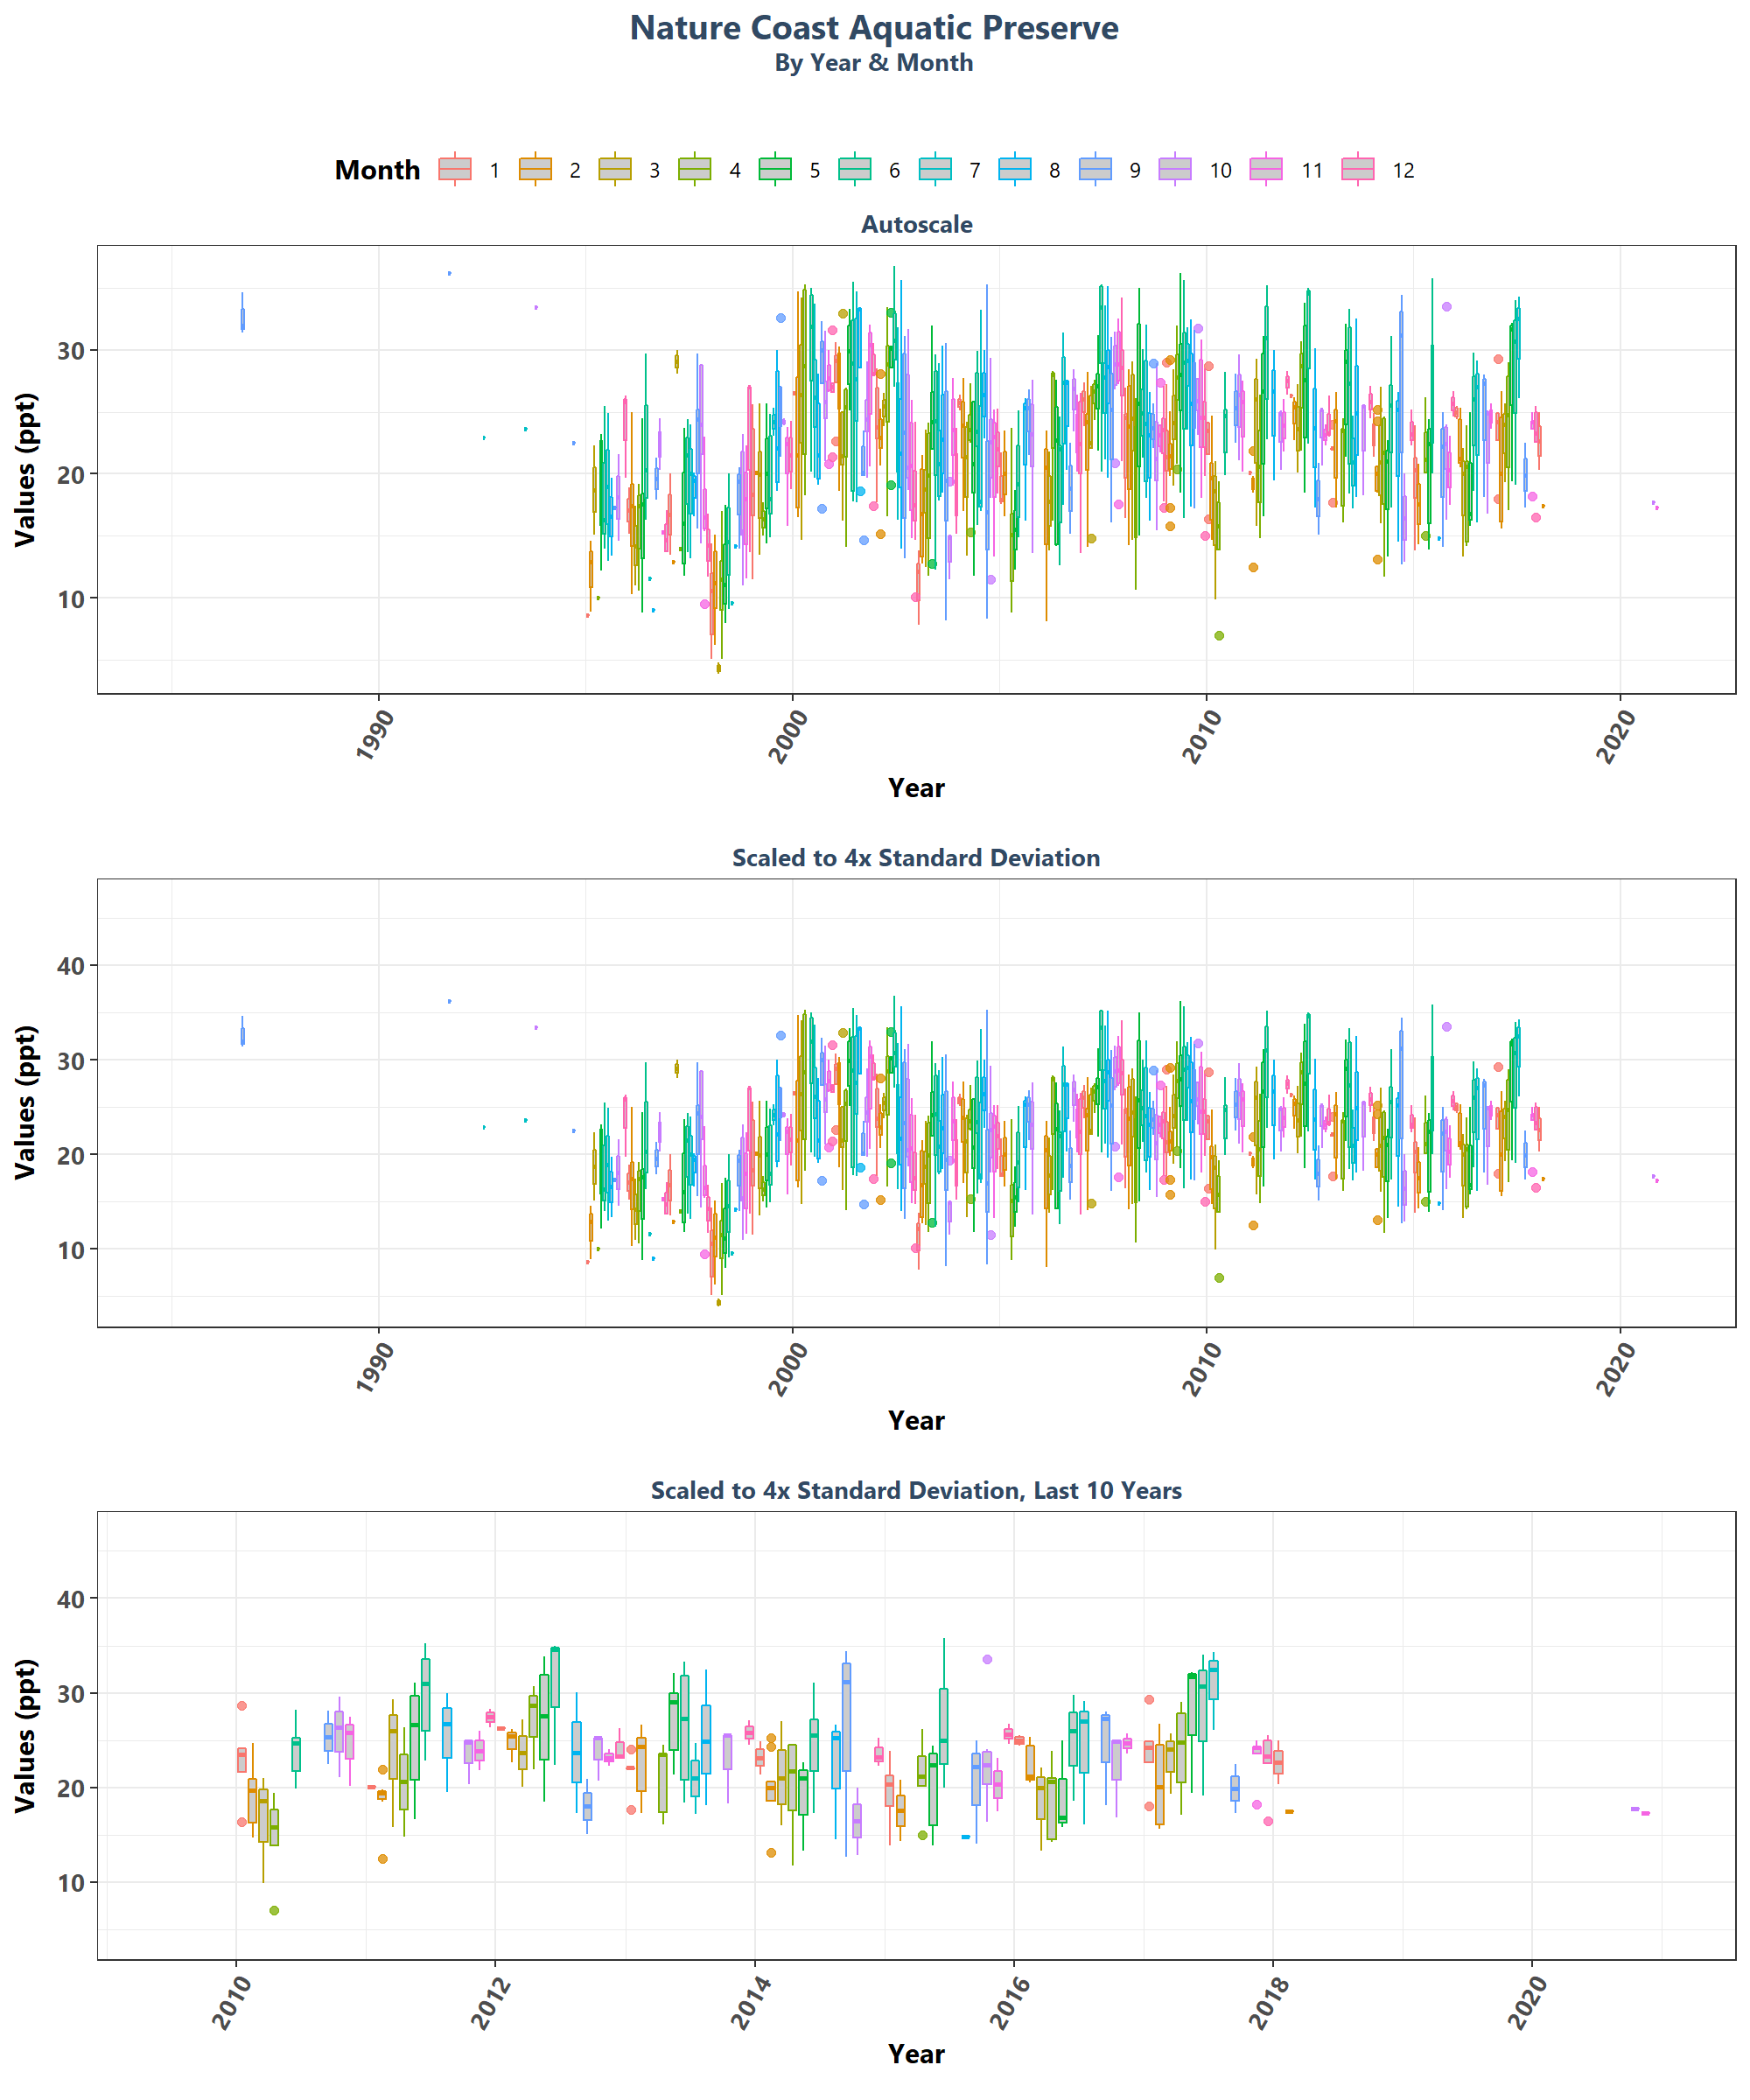 Nature Coast Aquatic Preserve
By Year & Month
Month 1 2 3 4 5 6 7 8 9 10 11 12
Autoscale
Values (ppt)
30
20
10
1990 2000 2010 2020
Year
Scaled to 4x Standard Deviation
Values (ppt)
40
30
20
10
1990 2000 2010 2020
Year
Scaled to 4x Standard Deviation, Last 10 Years
Values (ppt)
40
30
20
10
2010 2012 2014 2016 2018 2020
Year